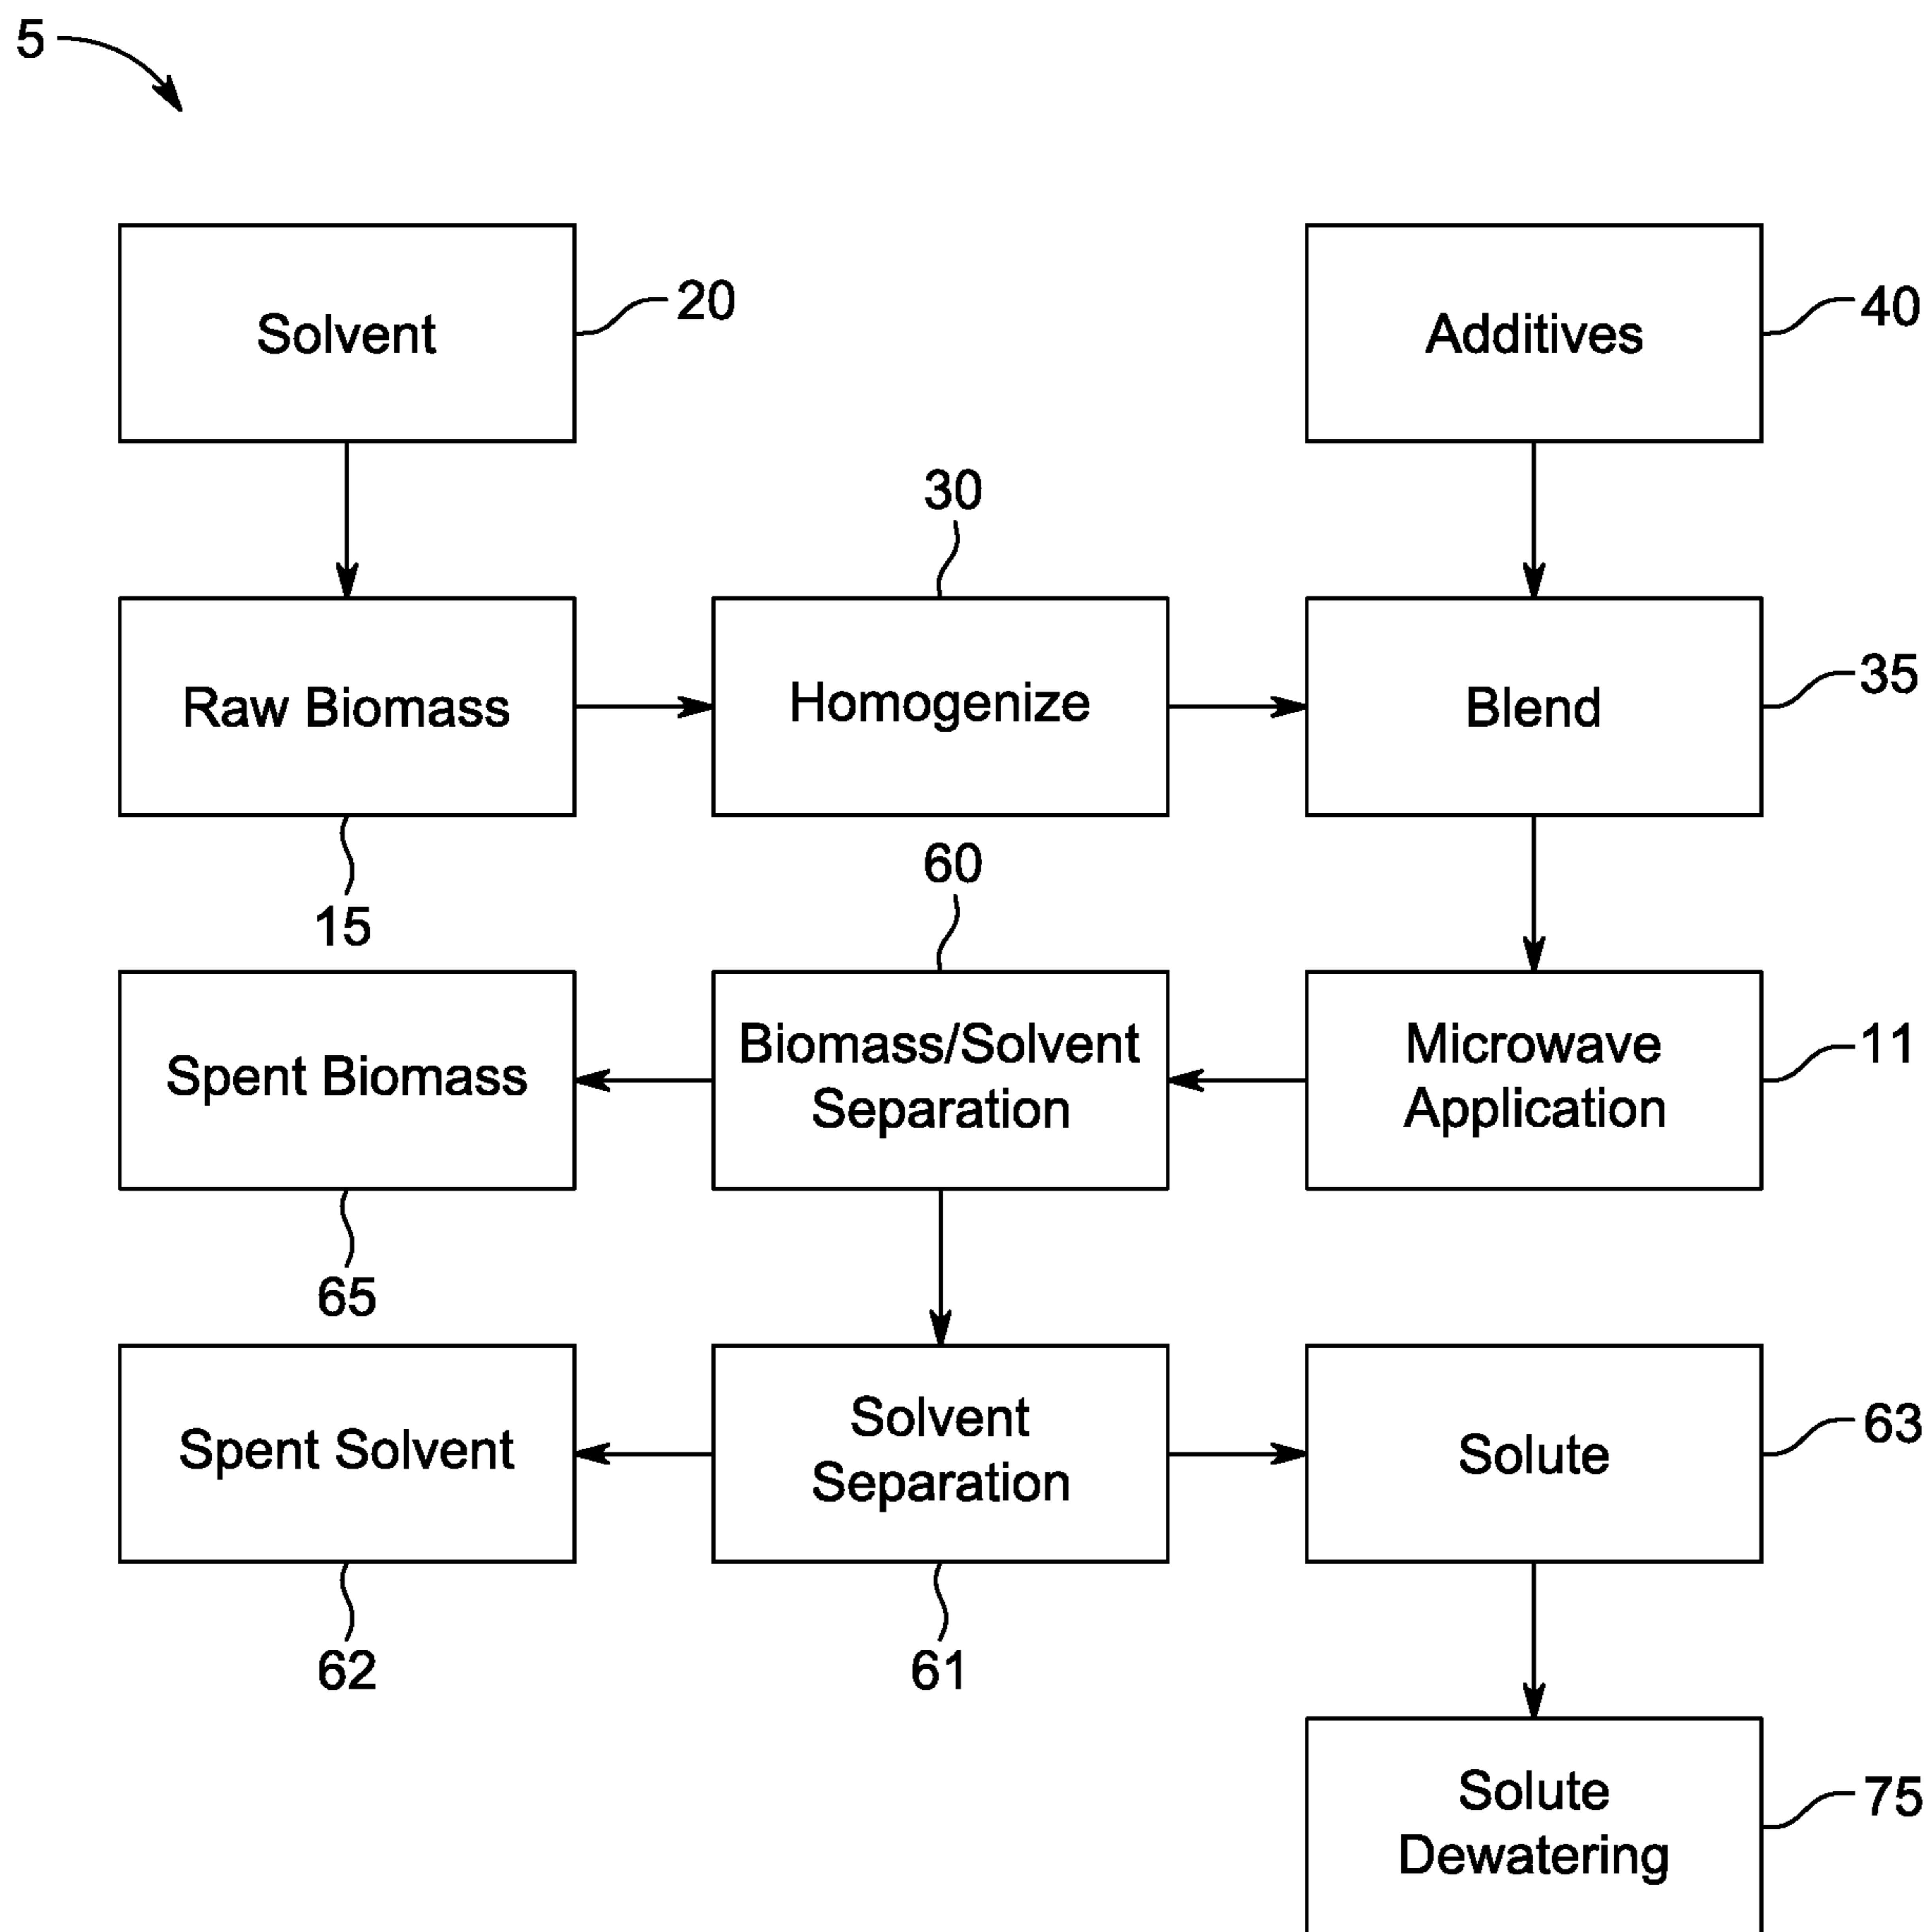 5
Solvent
20
Additives
40
30
Raw Biomass
Homogenize
Blend
35
15
60
Spent Biomass
Biomass/Solvent
Separation
Microwave
Application
11
65
Spent Solvent
Solvent
Separation
Solute
63
62
61
Solute
Dewatering
75